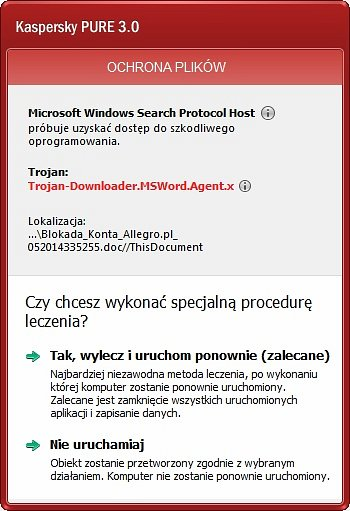 Kaspersky PURE 3.0
OCHRONA PLIKÓW
Microsoft Windows Search Protocol Host
próbuje uzyskać dostęp do szkodliwego
oprogramowania.
Trojan:
Trojan-Downloader.MSWord.Agent.x
Lokalizacja:
...\Blokada_Konta_Allegro.pl_
052014335255.doc//ThisDocument
Czy chcesz wykonać specjalną procedurę
leczenia?
Tak, wylecz i uruchom ponownie (zalecane)
Najbardziej niezawodna metoda leczenia, po wykonaniu
której komputer zostanie ponownie uruchomiony.
Zalecane jest zamknięcie wszystkich uruchomionych
aplikacji i zapisanie danych.
Nie uruchamiaj
Obiekt zostanie przetworzony zgodnie z wybranym
działaniem. Komputer nie zostanie ponownie uruchomiony.